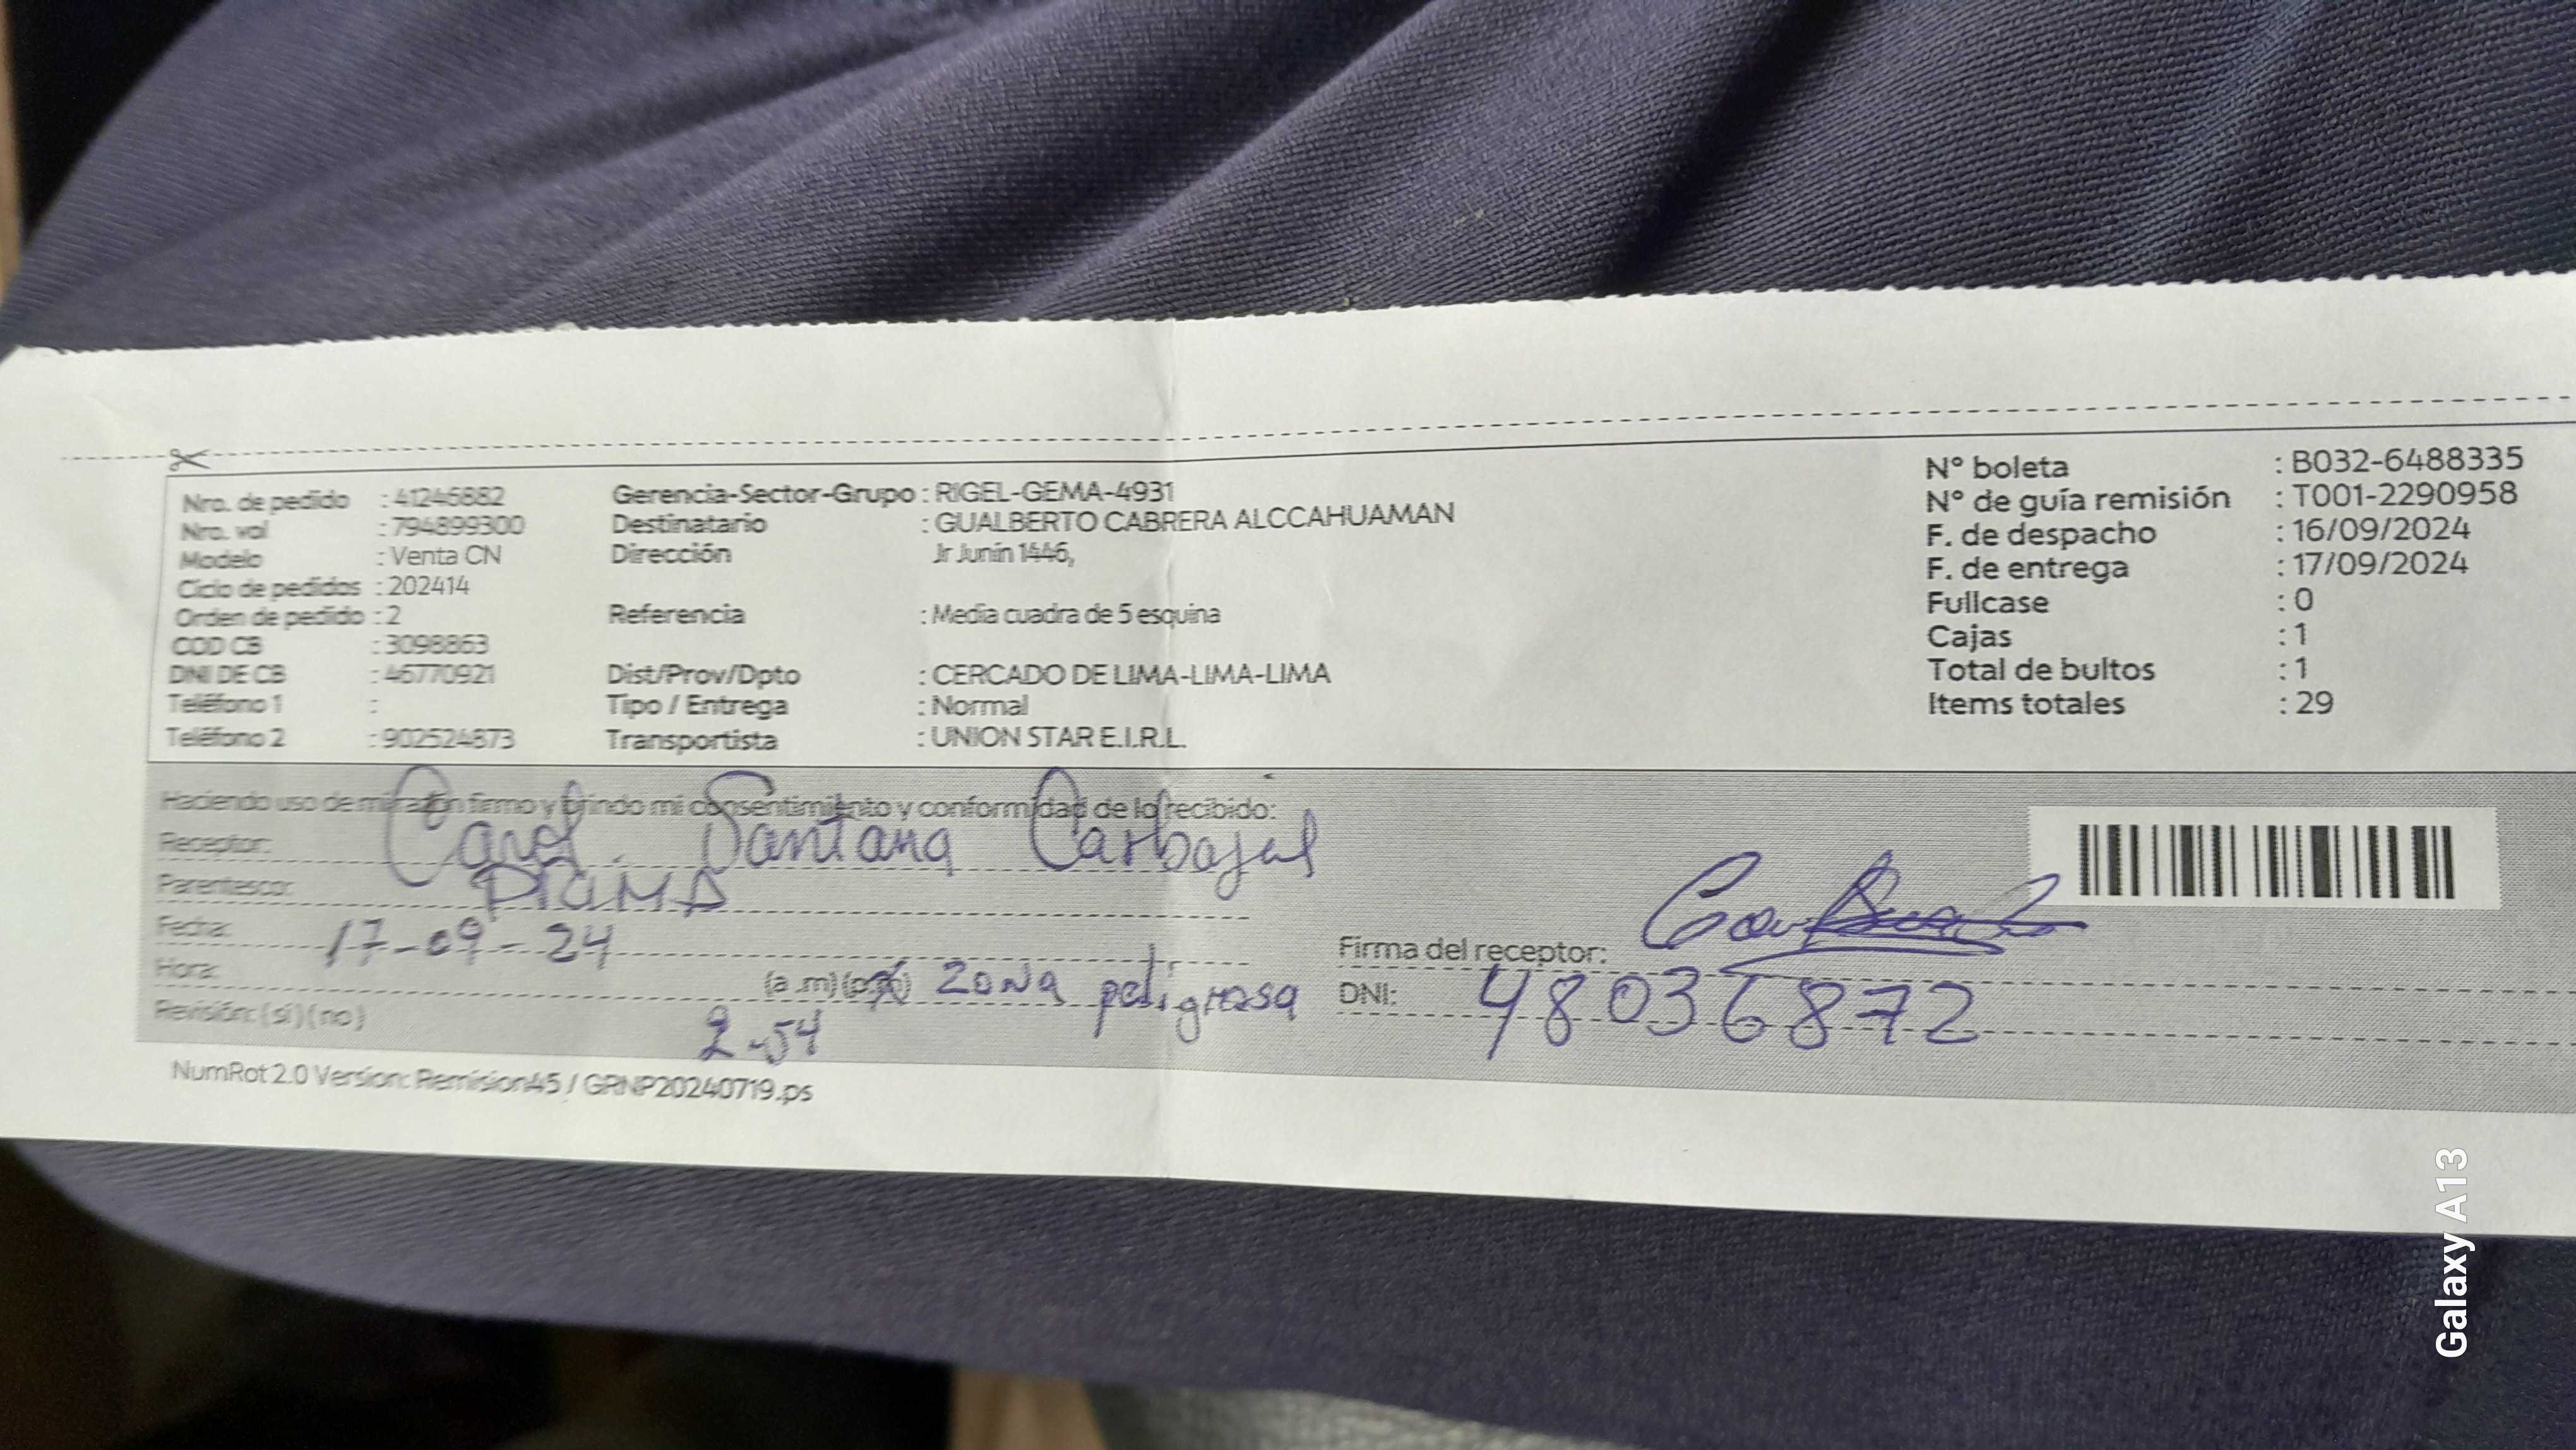 Nro. de pedido : 41246882
Nro. vol : 794899300
Modelo : Venta CN
Ciclo de pedidos : 202414
Orden de pedido : 2
COD CB : 3098863
DNI DE CB : 46770921
Teléfono 1 :
Teléfono 2 : 902524873
Gerencia-Sector-Grupo : RIGEL-GEMA-4931
Destinatario : GUALBERTO CABRERA ALCCAHUAMAN
Dirección Jr Junin 1446,
Referencia : Media cuadra de 5 esquina
Dist/Prov/Dpto : CERCADO DE LIMA-LIMA-LIMA
Tipo / Entrega : Normal
Transportista : UNION STAR E.I.R.L.
N° boleta : B032-6488335
N° de guía remisión : T001-2290958
F. de despacho : 16/09/2024
F. de entrega : 17/09/2024
Fullcase : 0
Cajas : 1
Total de bultos : 1
Items totales : 29
Haciendo uso de mi razón firmo y brindo mi consentimiento y conformidad de lo recibido:
Receptor: Carol Santana Carbajal
Parentesco:
Fecha: 17-09-24
Hora: 2-54 (a .m)(p.m) Zona peligrosa
Revisión: (si) (no)
Firma del receptor:
DNI: 48036872
NumRot 2.0 Version: Remision45 / GRNP20240719.ps
Galaxy A13